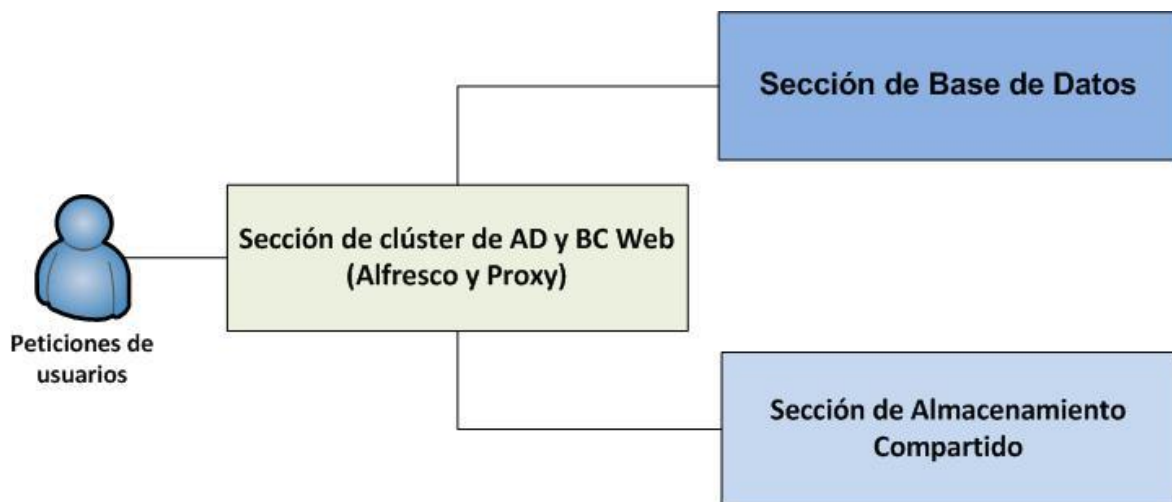 Sección de Base de Datos
Sección de clúster de AD y BC Web
(Alfresco y Proxy)
Peticiones de
usuarios
Sección de Almacenamiento
Compartido